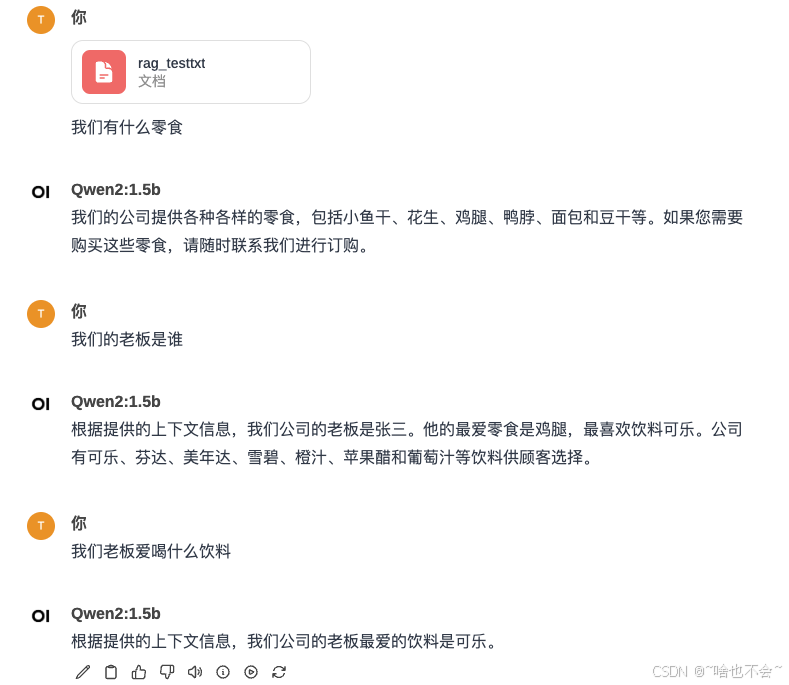 T
你
rag_testtxt
文档
我们有什么零食
OI
Qwen2:1.5b
我们的公司提供各种各样的零食，包括小鱼干、花生、鸡腿、鸭脖、面包和豆干等。如果您需要
购买这些零食，请随时联系我们进行订购。
T
你
我们的老板是谁
OI
Qwen2:1.5b
根据提供的上下文信息，我们公司的老板是张三。他的最爱零食是鸡腿，最喜欢饮料可乐。公司
有可乐、芬达、美年达、雪碧、橙汁、苹果醋和葡萄汁等饮料供顾客选择。
T
你
我们老板爱喝什么饮料
OI
Qwen2:1.5b
根据提供的上下文信息，我们公司的老板最爱的饮料是可乐。
CSDN @~啥也不会~